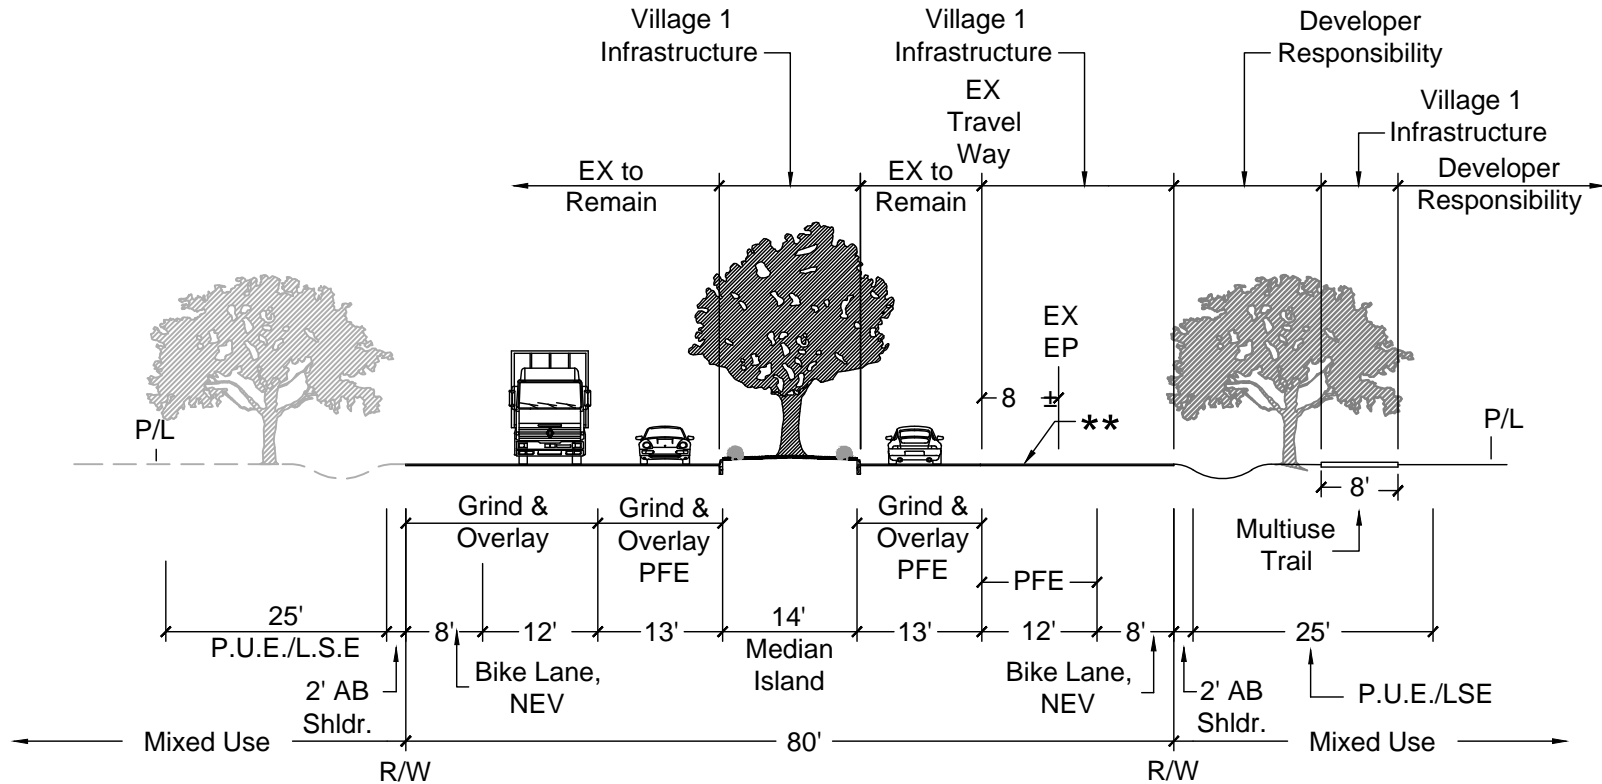 Village 1
Infrastructure
Village 1
Infrastructure
Developer
Responsibility
EX
Travel
Way
Village 1
Infrastructure
EX to
Remain
EX to
Remain
Developer
Responsibility
EX
EP
8 ±
**
P/L
P/L
8'
Multiuse
Trail
Grind &
Overlay
Grind &
Overlay
PFE
Grind &
Overlay
PFE
PFE
25'
P.U.E./L.S.E
8'
12'
13'
14'
Median
Island
13'
12'
8'
25'
2' AB
Shldr.
Bike Lane,
NEV
Bike Lane,
NEV
2' AB
Shldr.
P.U.E./LSE
Mixed Use
80'
Mixed Use
R/W
R/W